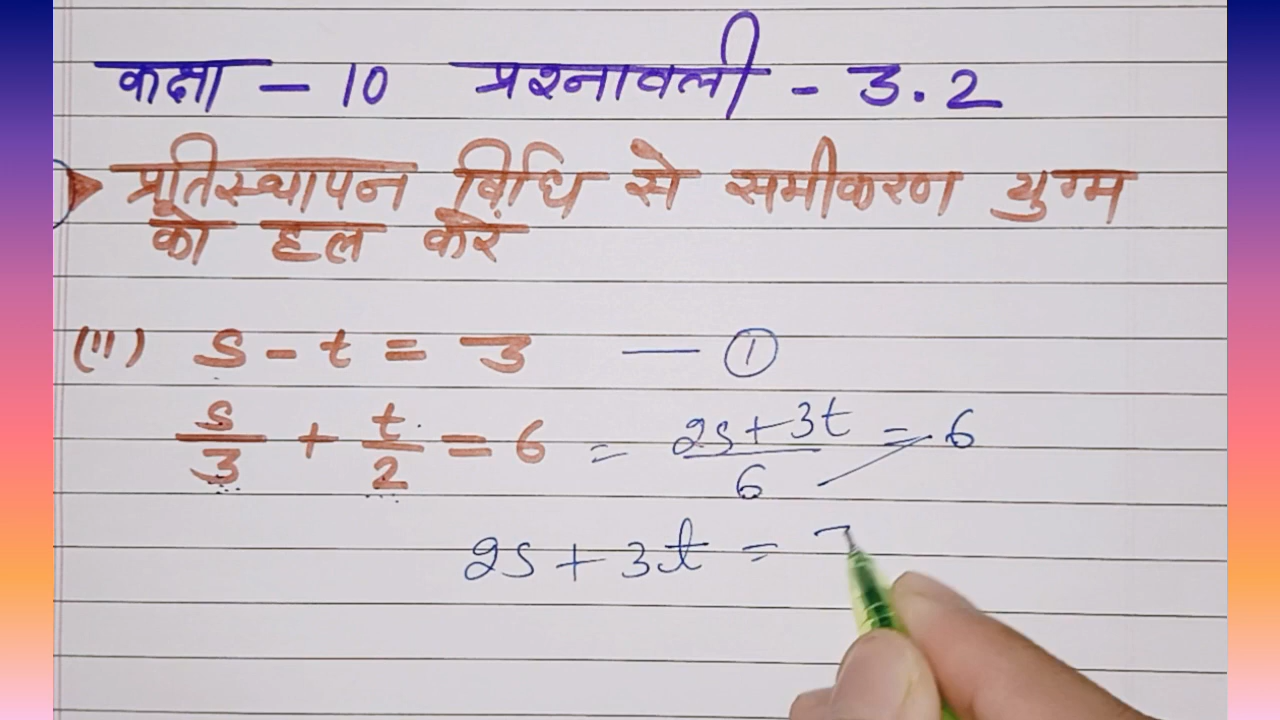 कक्षा - 10 प्रश्नावली - 3.2
प्रतिस्थापन बिधि से समीकरण युग्म
को हल करें
(II) s - t = 3 — ①
s/3 + t/2 = 6 = 2s+3t/6 = 6
2s + 3t =